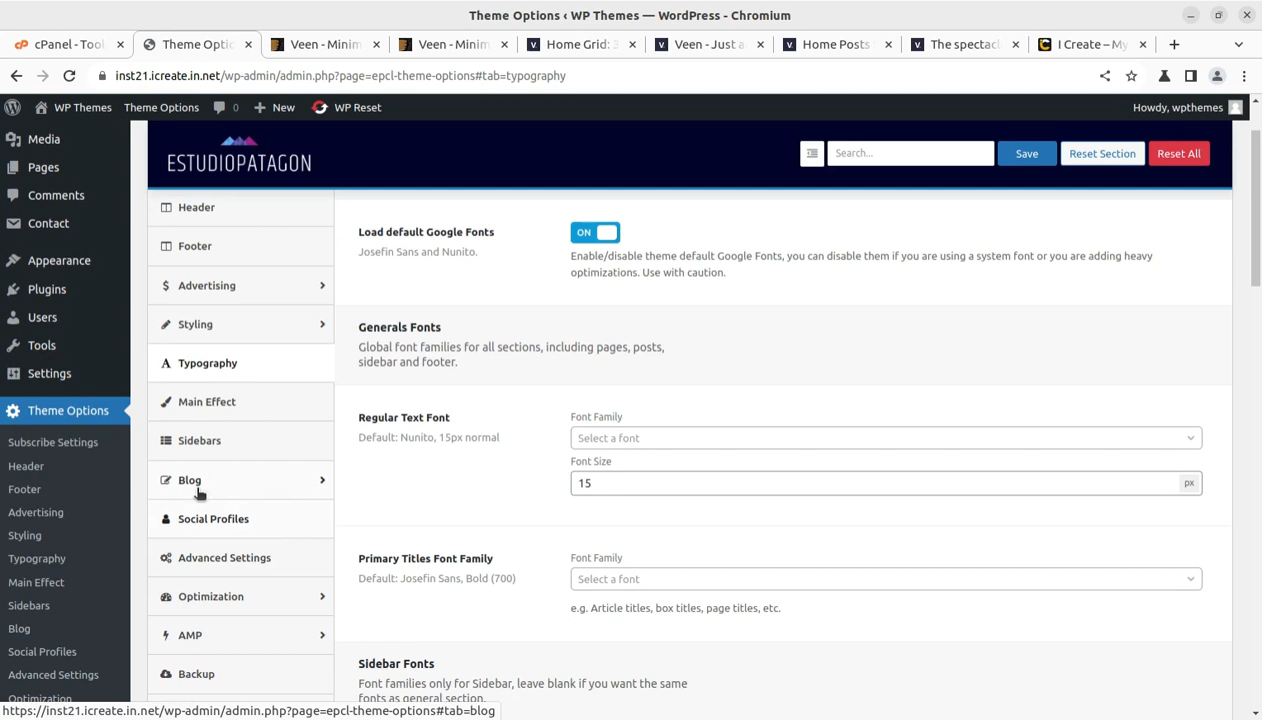 Theme Options ‹ WP Themes — WordPress - Chromium
cPanel - Tool
Theme Optic
Veen - Minim
Veen - Minim
Home Grid: 3
Veen - Just a
Home Posts
The spectacl
I Create – My
inst21.icreate.in.net/wp-admin/admin.php?page=epcl-theme-options#tab=typography
WP Themes
Theme Options
0
New
WP Reset
Howdy, wpthemes
Media
Pages
Comments
Contact
Appearance
Plugins
Users
Tools
Settings
Theme Options
Subscribe Settings
Header
Footer
Advertising
Styling
Typography
Main Effect
Sidebars
Blog
Social Profiles
Advanced Settings
Optimization
ESTUDIOPATAGON
Search...
Save
Reset Section
Reset All
Header
Footer
Advertising
Styling
Typography
Main Effect
Sidebars
Blog
Social Profiles
Advanced Settings
Optimization
AMP
Backup
Load default Google Fonts
Josefin Sans and Nunito.
ON
Enable/disable theme default Google Fonts, you can disable them if you are using a system font or you are adding heavy
optimizations. Use with caution.
Generals Fonts
Global font families for all sections, including pages, posts,
sidebar and footer.
Regular Text Font
Default: Nunito, 15px normal
Font Family
Select a font
Font Size
15
px
Primary Titles Font Family
Default: Josefin Sans, Bold (700)
Font Family
Select a font
e.g. Article titles, box titles, page titles, etc.
Sidebar Fonts
Font families only for Sidebar, leave blank if you want the same
fonts as general section.
https://inst21.icreate.in.net/wp-admin/admin.php?page=epcl-theme-options#tab=blog